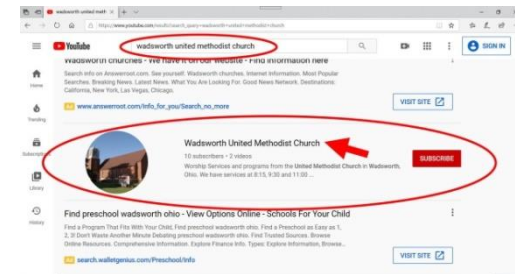 wadsworth united meth
https://www.youtube.com/results?search_query=wadsworth+united+methodist+church
YouTube
wadsworth united methodist church
SIGN IN
Wadsworth churches - We have it on our website - Find information here
Search info on Answerroot.com. See yourself. Wadsworth churches. Internet Information. Most Popular
Searches. Breaking News. Latest News. What You Are Looking For. Good News Network. Destinations:
California, New York, Las Vegas, Chicago.
Ad www.answerroot.com/Info_for_you/Search_no_more
VISIT SITE
Home
Trending
Subscriptions
Library
History
Wadsworth United Methodist Church
10 subscribers • 2 videos
Worship Services and programs from the United Methodist Church in Wadsworth,
Ohio. We have services at 8:15, 9:30 and 11:00 ...
SUBSCRIBE
Find preschool wadsworth ohio - View Options Online - Schools For Your Child
Find a Program That Fits With Your Child, Find preschool wadsworth ohio. Find a Preschool as Easy as 1,
2, 3! Don't Waste Another Minute Debating preschool wadsworth ohio. Find Trusted Sources. Browse
Online Resources. Comprehensive Information. Explore Finance Info. Types: Explore Information, Browse...
Ad search.walletgenius.com/Preschool/Info
VISIT SITE